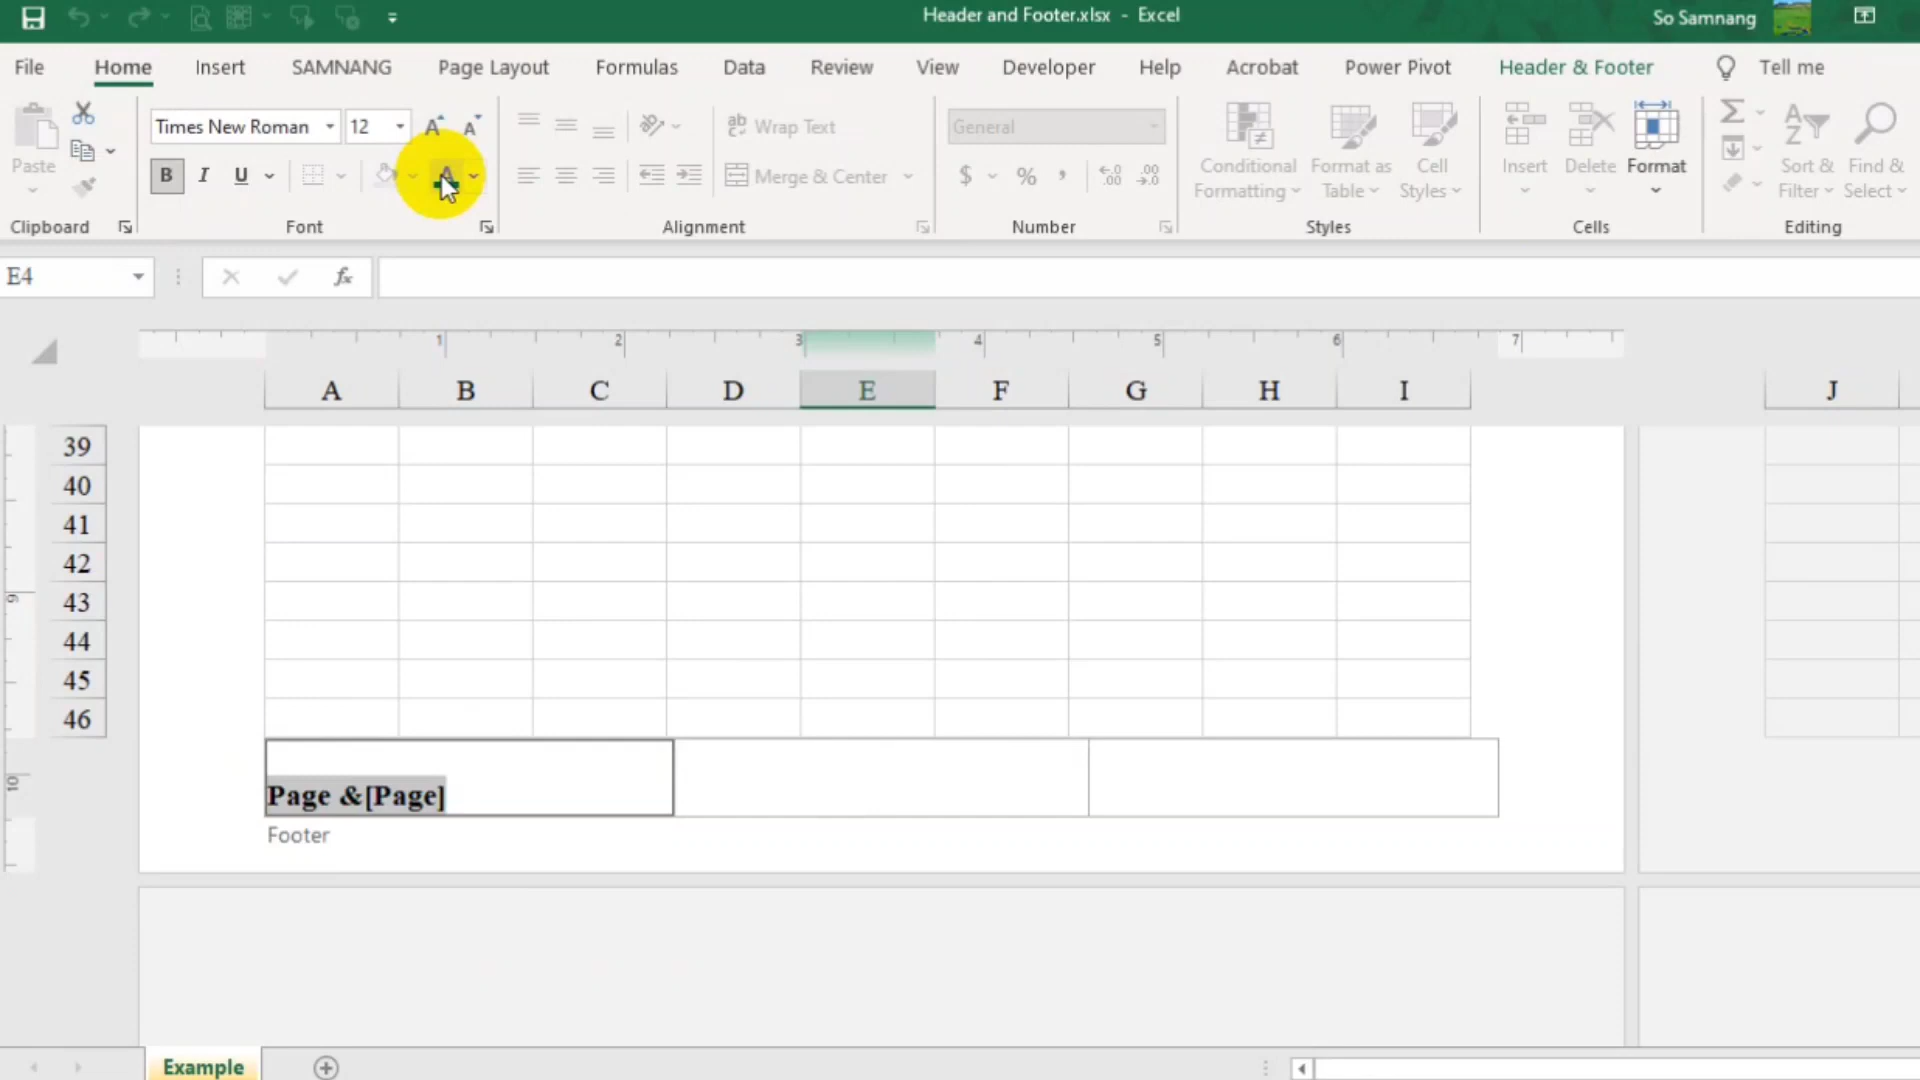 Header and Footer.xlsx - Excel
So Samnang
File Home Insert SAMNANG Page Layout Formulas Data Review View Developer Help Acrobat Power Pivot Header & Footer Tell me
Paste
Times New Roman 12
B I U
Wrap Text
Merge & Center
General
$ % ,
Conditional Formatting
Format as Table
Cell Styles
Insert
Delete
Format
Sort & Filter
Find & Select
Clipboard Font Alignment Number Styles Cells Editing
E4
fx
1 2 3 4 5 6 7
A B C D E F G H I J
39
40
41
42
43
9
44
45
46
10
Page &[Page]
Footer
Example